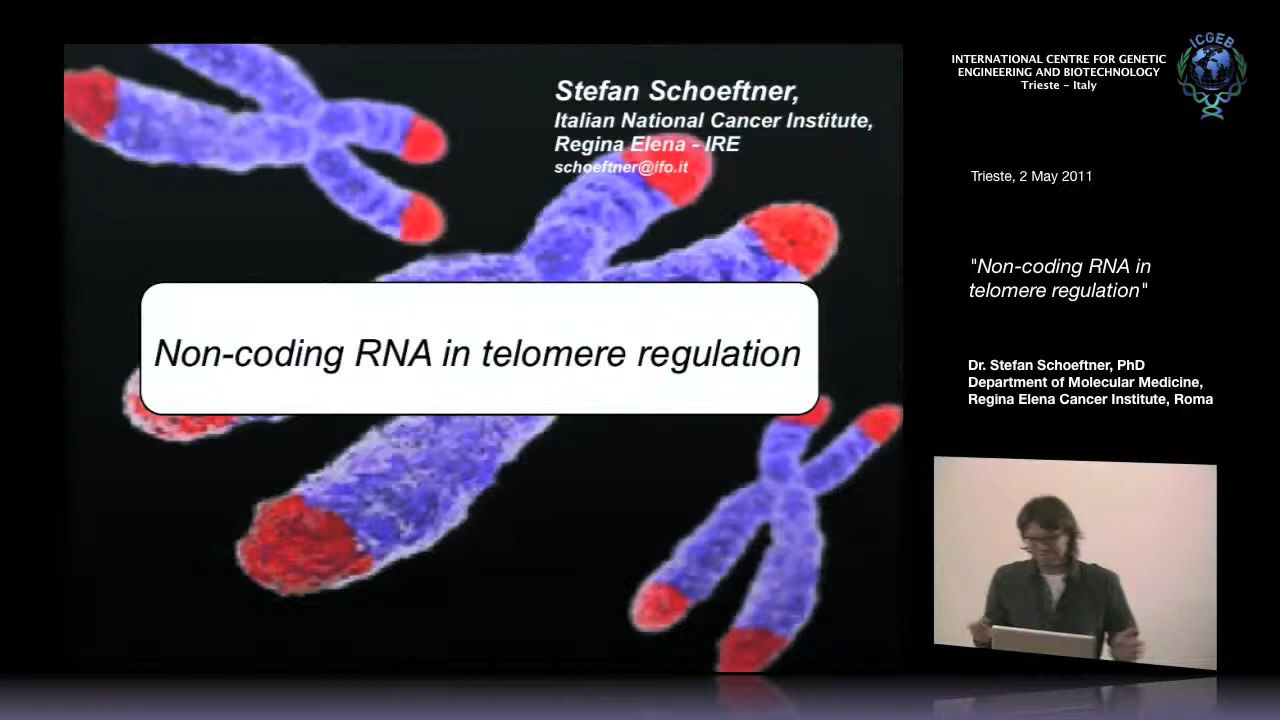 Stefan Schoeftner,
Italian National Cancer Institute,
Regina Elena - IRE
schoeftner@ifo.it
Non-coding RNA in telomere regulation
ICGEB
INTERNATIONAL CENTRE FOR GENETIC
ENGINEERING AND BIOTECHNOLOGY
Trieste - Italy
Trieste, 2 May 2011
"Non-coding RNA in
telomere regulation"
Dr. Stefan Schoeftner, PhD
Department of Molecular Medicine,
Regina Elena Cancer Institute, Roma